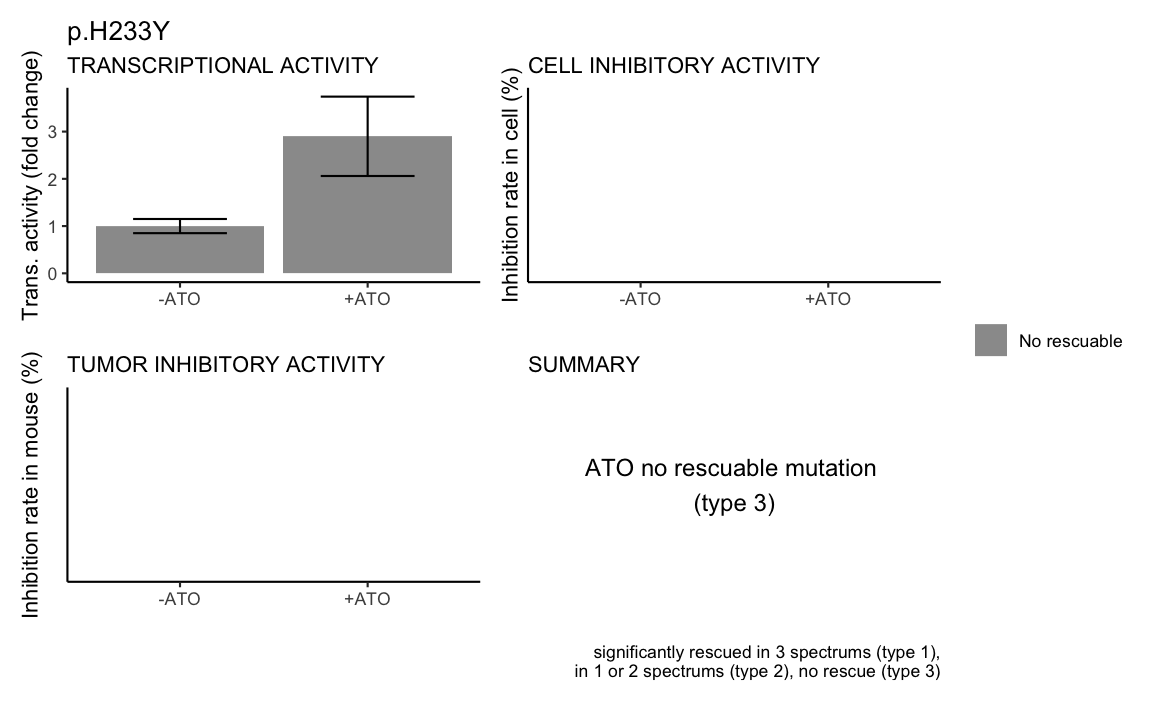 p.H233Y
TRANSCRIPTIONAL ACTIVITY
Trans. activity (fold change)
3
2
1
0
-ATO
+ATO
CELL INHIBITORY ACTIVITY
Inhibition rate in cell (%)
-ATO
+ATO
No rescuable
TUMOR INHIBITORY ACTIVITY
Inhibition rate in mouse (%)
-ATO
+ATO
SUMMARY
ATO no rescuable mutation
(type 3)
significantly rescued in 3 spectrums (type 1),
in 1 or 2 spectrums (type 2), no rescue (type 3)